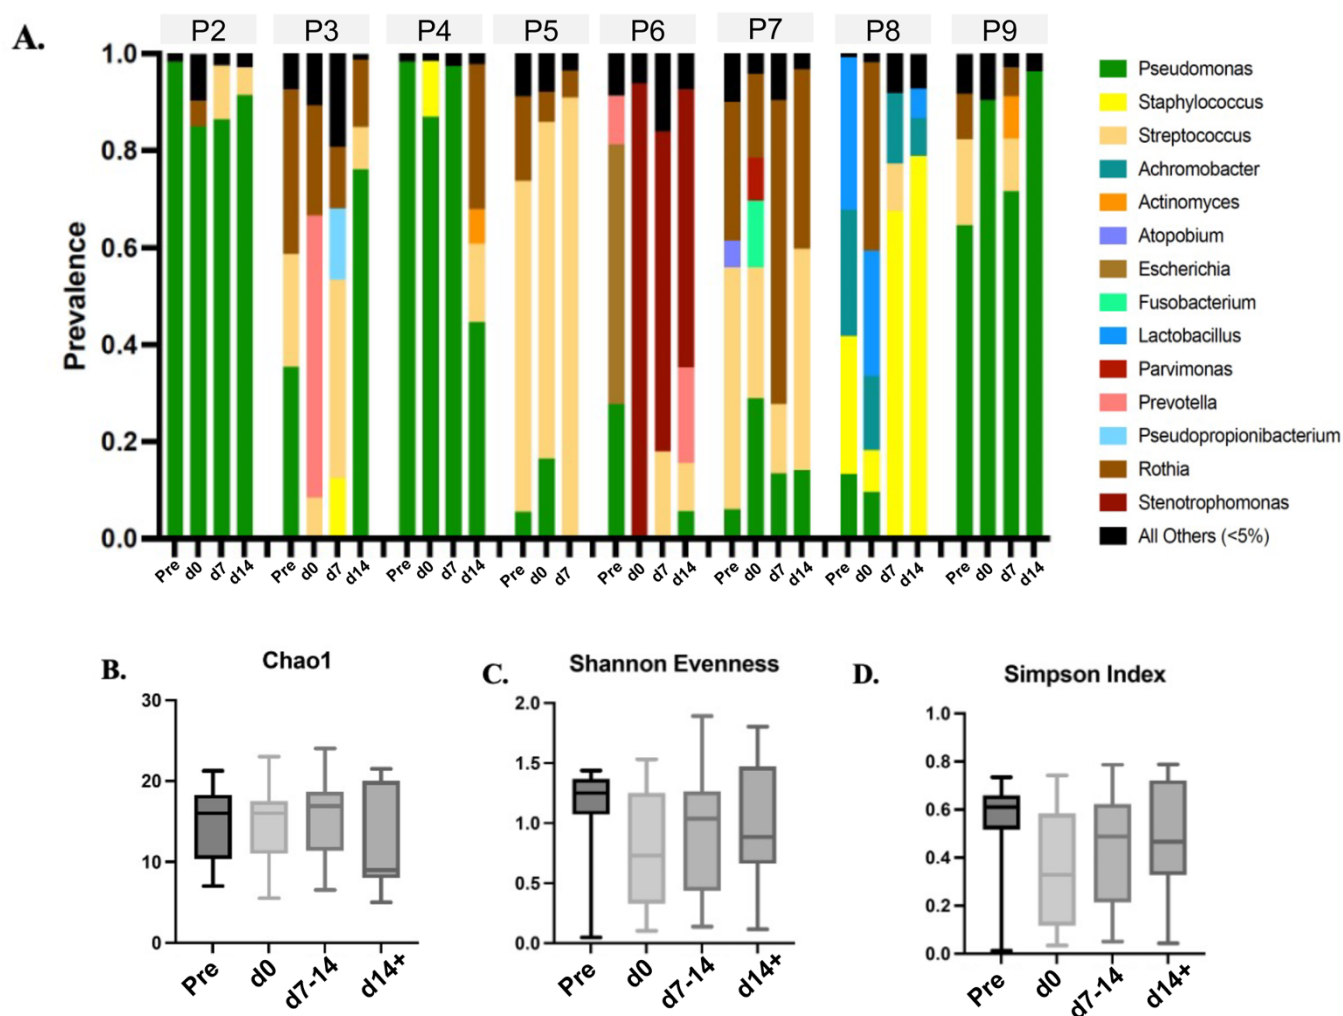 A.
P2 P3 P4 P5 P6 P7 P8 P9
Prevalence
1.0
0.8
0.6
0.4
0.2
0.0
Pre d0 d7 d14 Pre d0 d7 d14 Pre d0 d7 d14 Pre d0 d7 Pre d0 d7 d14 Pre d0 d7 d14 Pre d0 d7 d14 Pre d0 d7 d14
Pseudomonas
Staphylococcus
Streptococcus
Achromobacter
Actinomyces
Atopobium
Escherichia
Fusobacterium
Lactobacillus
Parvimonas
Prevotella
Pseudopropionibacterium
Rothia
Stenotrophomonas
All Others (<5%)
B.
Chao1
30
20
10
0
Pre d0 d7-14 d14+
C.
Shannon Evenness
2.0
1.5
1.0
0.5
0.0
Pre d0 d7-14 d14+
D.
Simpson Index
1.0
0.8
0.6
0.4
0.2
0.0
Pre d0 d7-14 d14+